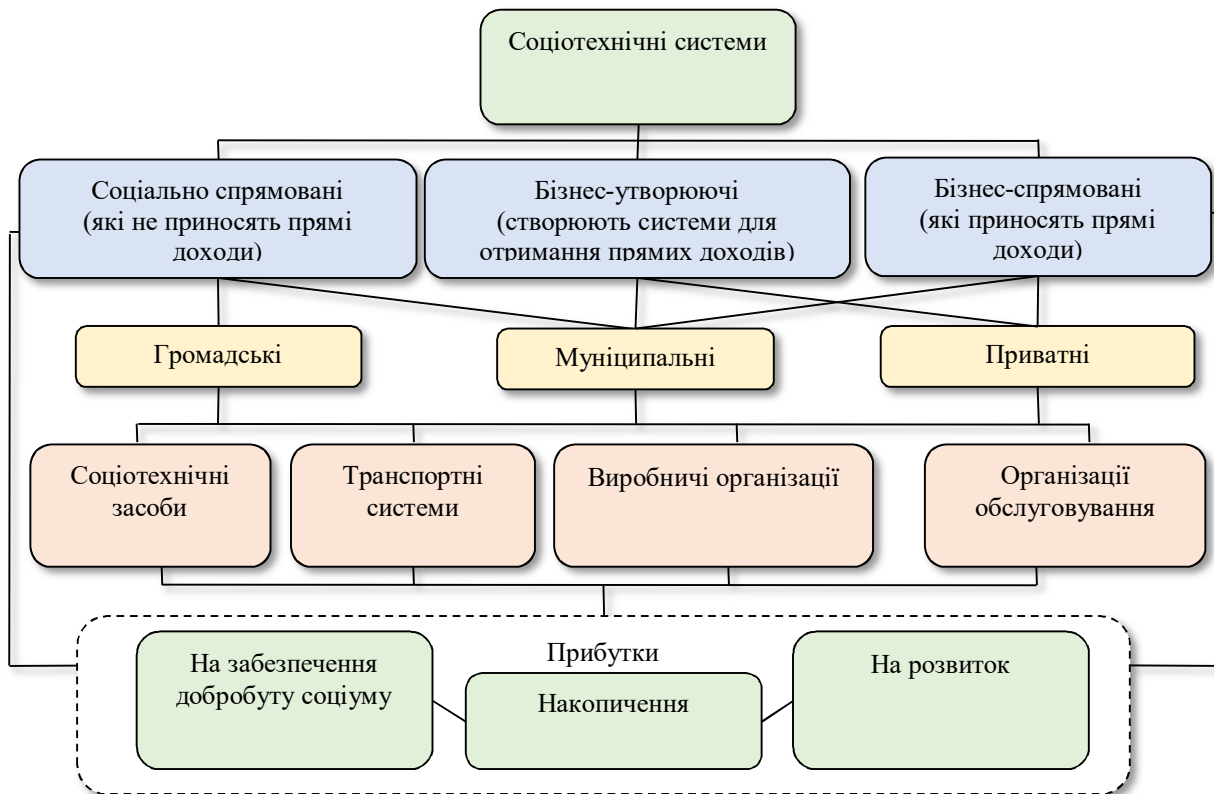 Соціотехнічні системи
Соціально спрямовані
(які не приносять прямі
доходи)
Бізнес-утворюючі
(створюють системи для
отримання прямих доходів)
Бізнес-спрямовані
(які приносять прямі
доходи)
Громадські
Муніципальні
Приватні
Соціотехнічні
засоби
Транспортні
системи
Виробничі організації
Організації
обслуговування
Прибутки
На забезпечення
добробуту соціуму
Накопичення
На розвиток